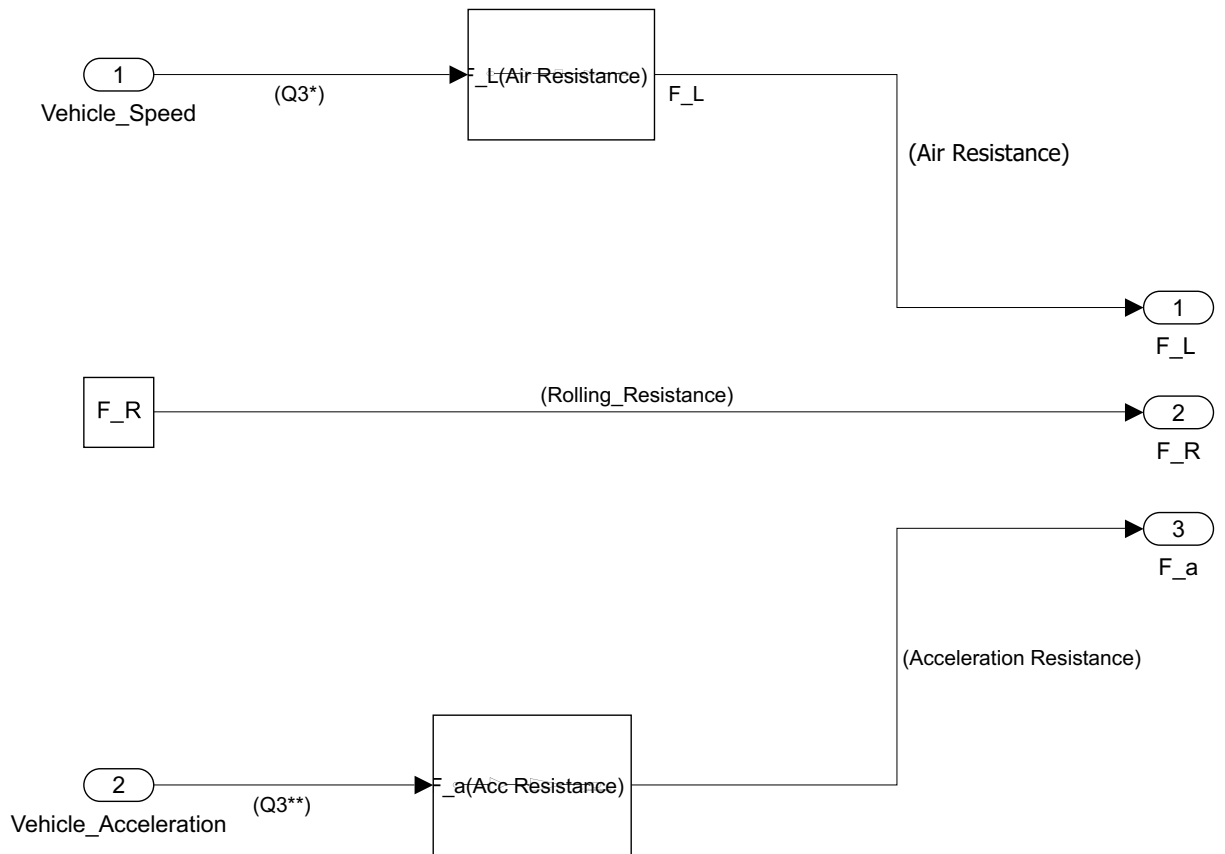 1
Vehicle_Speed
(Q3*)
F_L(Air Resistance)
F_L
(Air Resistance)
1
F_L
F_R
(Rolling_Resistance)
2
F_R
3
F_a
(Acceleration Resistance)
2
Vehicle_Acceleration
(Q3**)
F_a(Acc Resistance)